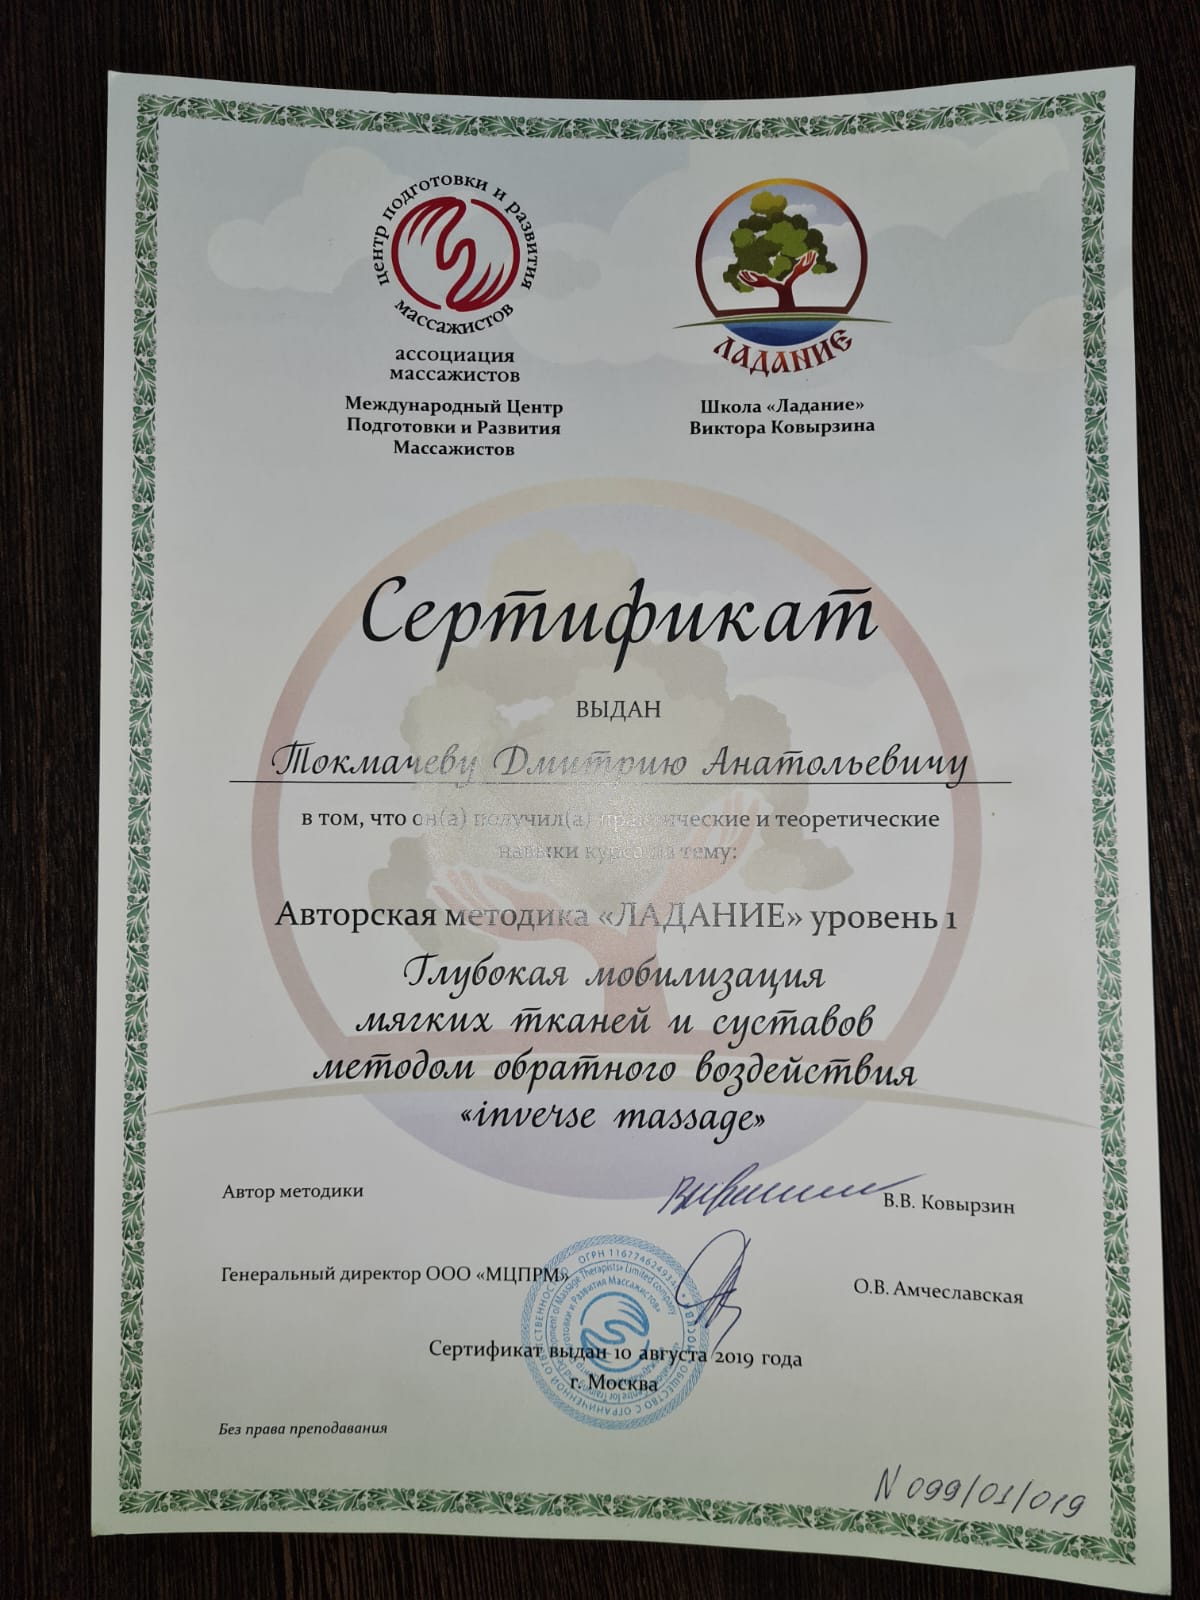 центр подготовки и развития
массажистов
ассоциация
массажистов
Международный Центр
Подготовки и Развития
Массажистов
ЛАДАНИЕ
Школа «Ладание»
Виктора Ковырзина
Сертификат
ВЫДАН
Токмачеву Дмитрию Анатольевичу
в том, что он(а) получил(а) практические и теоретические
навыки курса на тему:
Авторская методика «ЛАДАНИЕ» уровень 1
Глубокая мобилизация
мягких тканей и суставов
методом обратного воздействия
«inverse massage»
Автор методики
В.В. Ковырзин
Генеральный директор ООО «МЦПРМ»
О.В. Амчеславская
Сертификат выдан 10 августа 2019 года
г. Москва
Без права преподавания
N 099/01/019